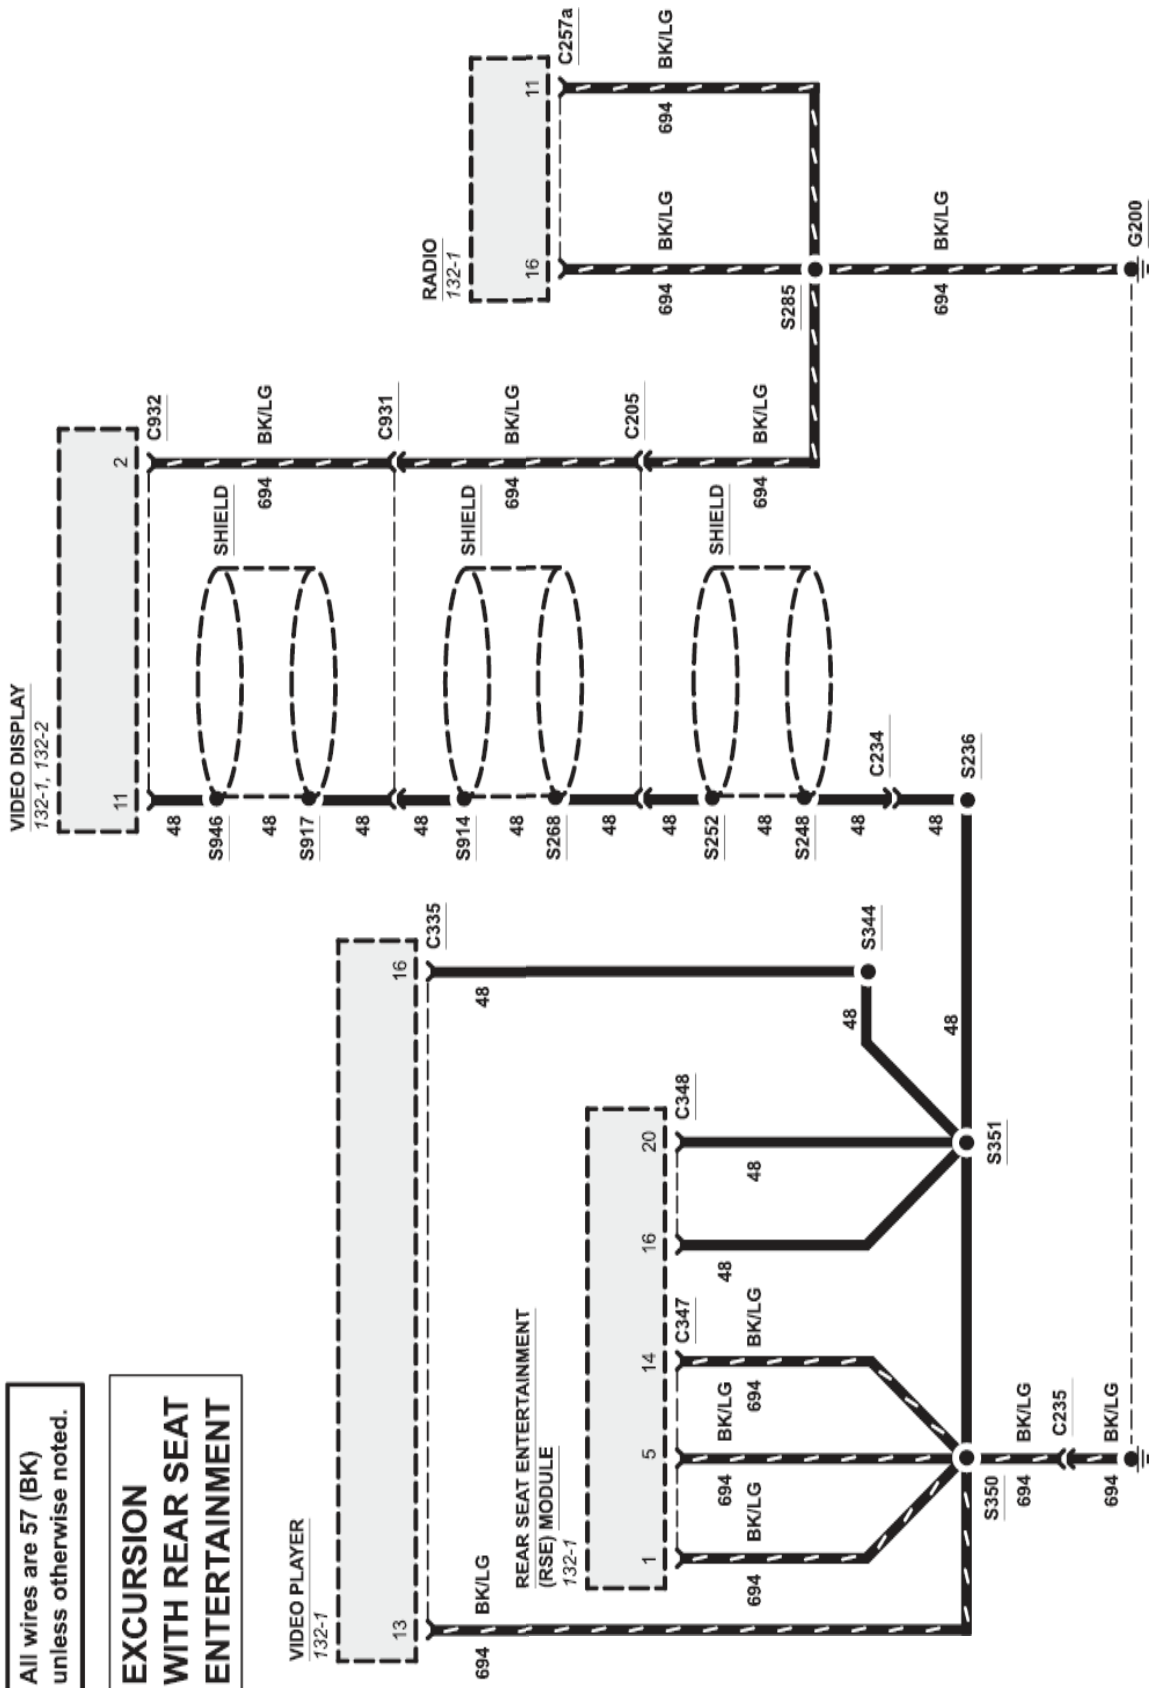 All wires are 57 (BK)
unless otherwise noted.
EXCURSION
WITH REAR SEAT
ENTERTAINMENT
VIDEO PLAYER
132-1
13
16
C335
694
BK/LG
48
REAR SEAT ENTERTAINMENT
(RSE) MODULE
132-1
1
5
14
16
20
C347
C348
694
BK/LG
694
BK/LG
694
BK/LG
48
48
48
S344
48
S350
S351
S236
694
BK/LG
C235
694
BK/LG
VIDEO DISPLAY
132-1, 132-2
11
2
C932
48
S946
48
S917
48
SHIELD
694
BK/LG
C931
48
S914
48
S268
48
SHIELD
694
BK/LG
C205
48
S252
48
S248
48
SHIELD
694
BK/LG
C234
48
RADIO
132-1
16
11
C257a
694
BK/LG
694
BK/LG
S285
694
BK/LG
G200